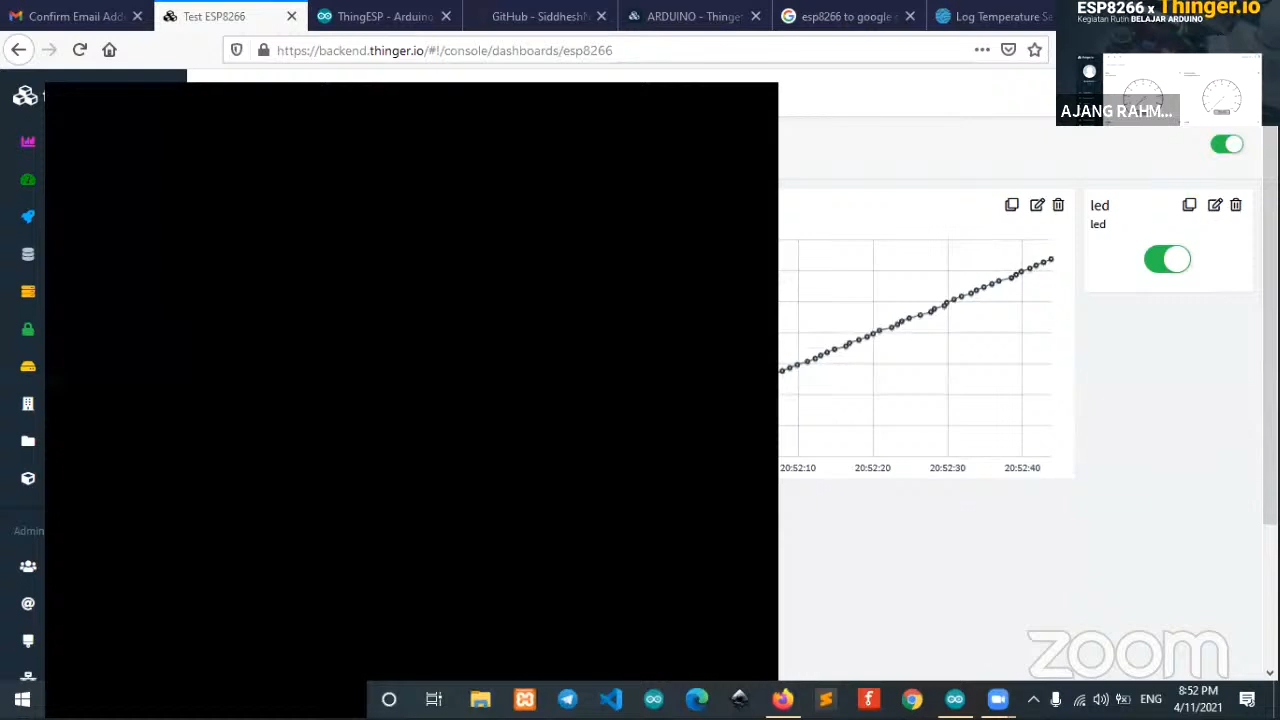 Confirm Email Add
Test ESP8266
ThingESP - Arduino
GitHub - Siddhesh
ARDUINO - Thinge
esp8266 to google
Log Temperature Se
ESP8266 x Thinger.io
Kegiatan Rutin BELAJAR ARDUINO
https://backend.thinger.io/#!/console/dashboards/esp8266
AJANG RAHM...
led
led
20:52:10 20:52:20 20:52:30 20:52:40
Admin
zoom
ENG
8:52 PM
4/11/2021